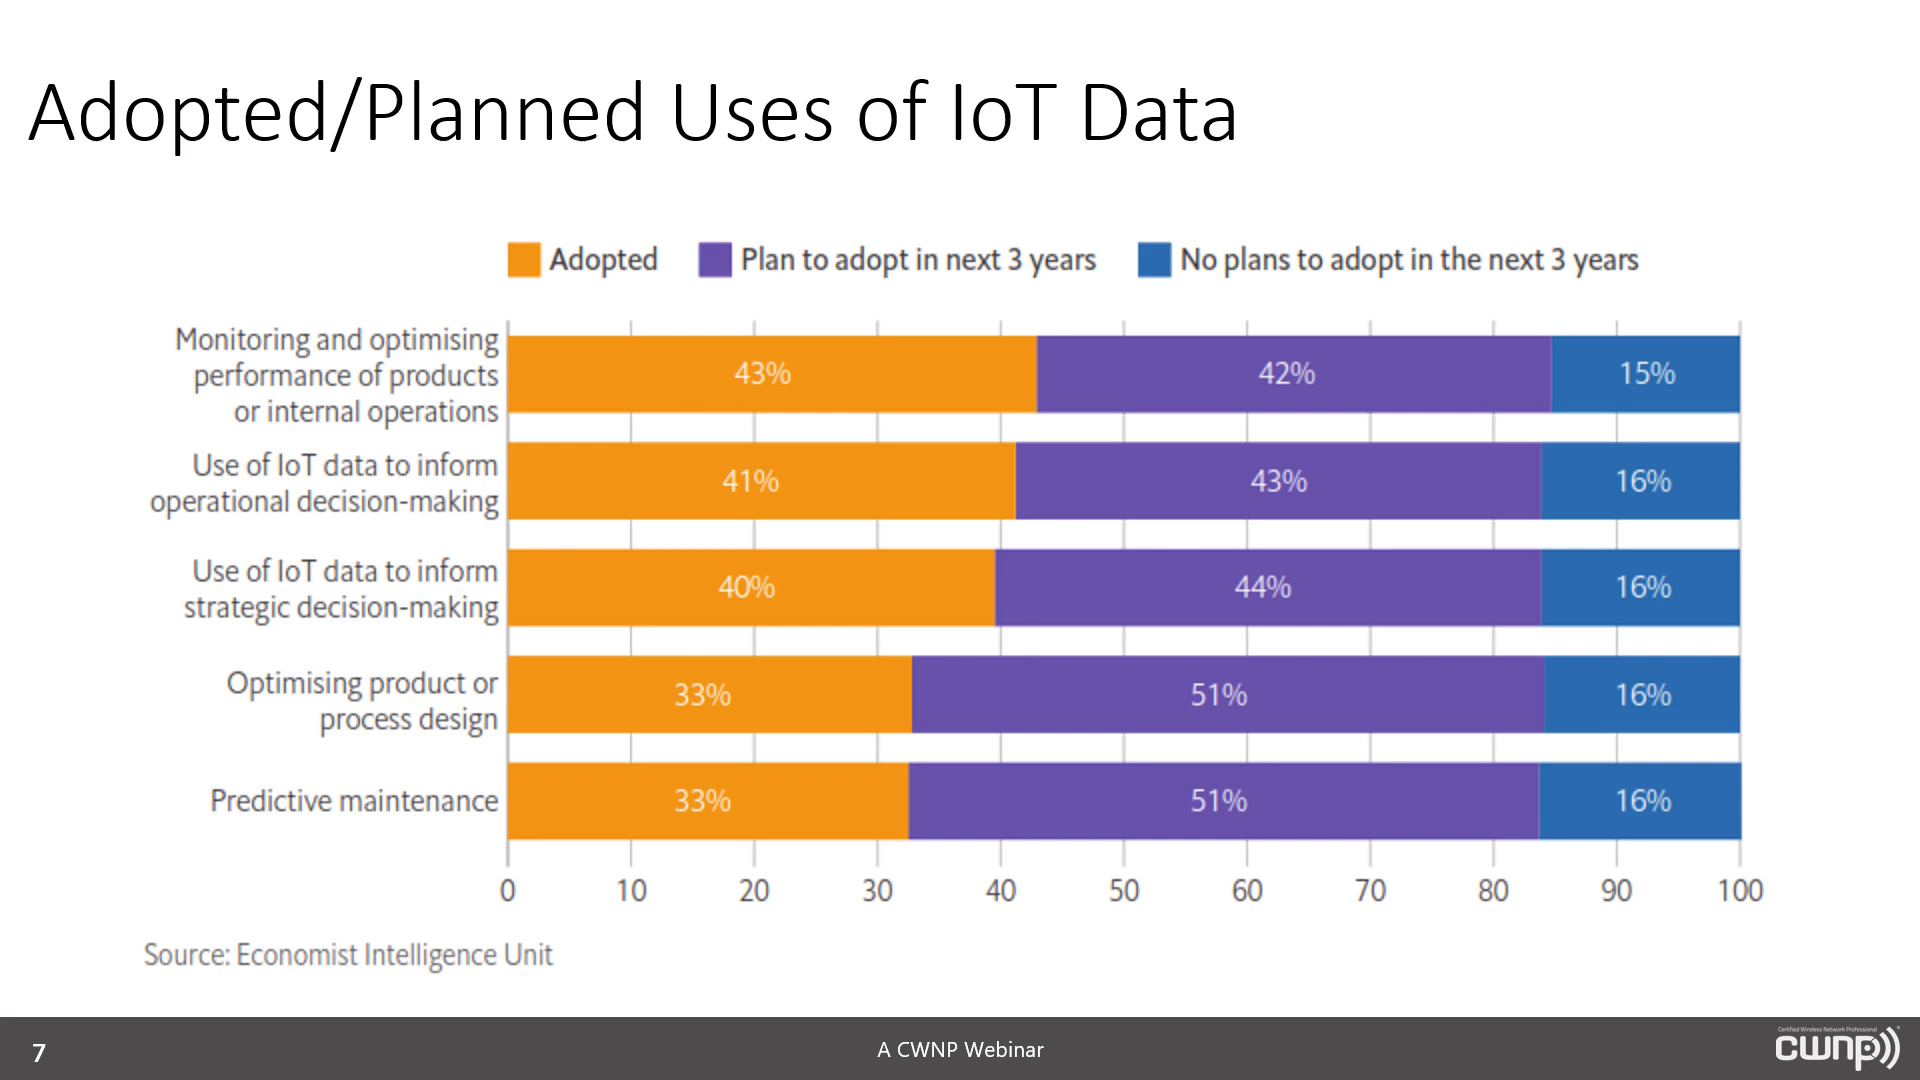 Adopted/Planned Uses of IoT Data
Adopted
Plan to adopt in next 3 years
No plans to adopt in the next 3 years
Monitoring and optimising
performance of products
or internal operations
43%
42%
15%
Use of IoT data to inform
operational decision-making
41%
43%
16%
Use of IoT data to inform
strategic decision-making
40%
44%
16%
Optimising product or
process design
33%
51%
16%
Predictive maintenance
33%
51%
16%
0 10 20 30 40 50 60 70 80 90 100
Source: Economist Intelligence Unit
7
A CWNP Webinar
Certified Wireless Network Professional
cwnp